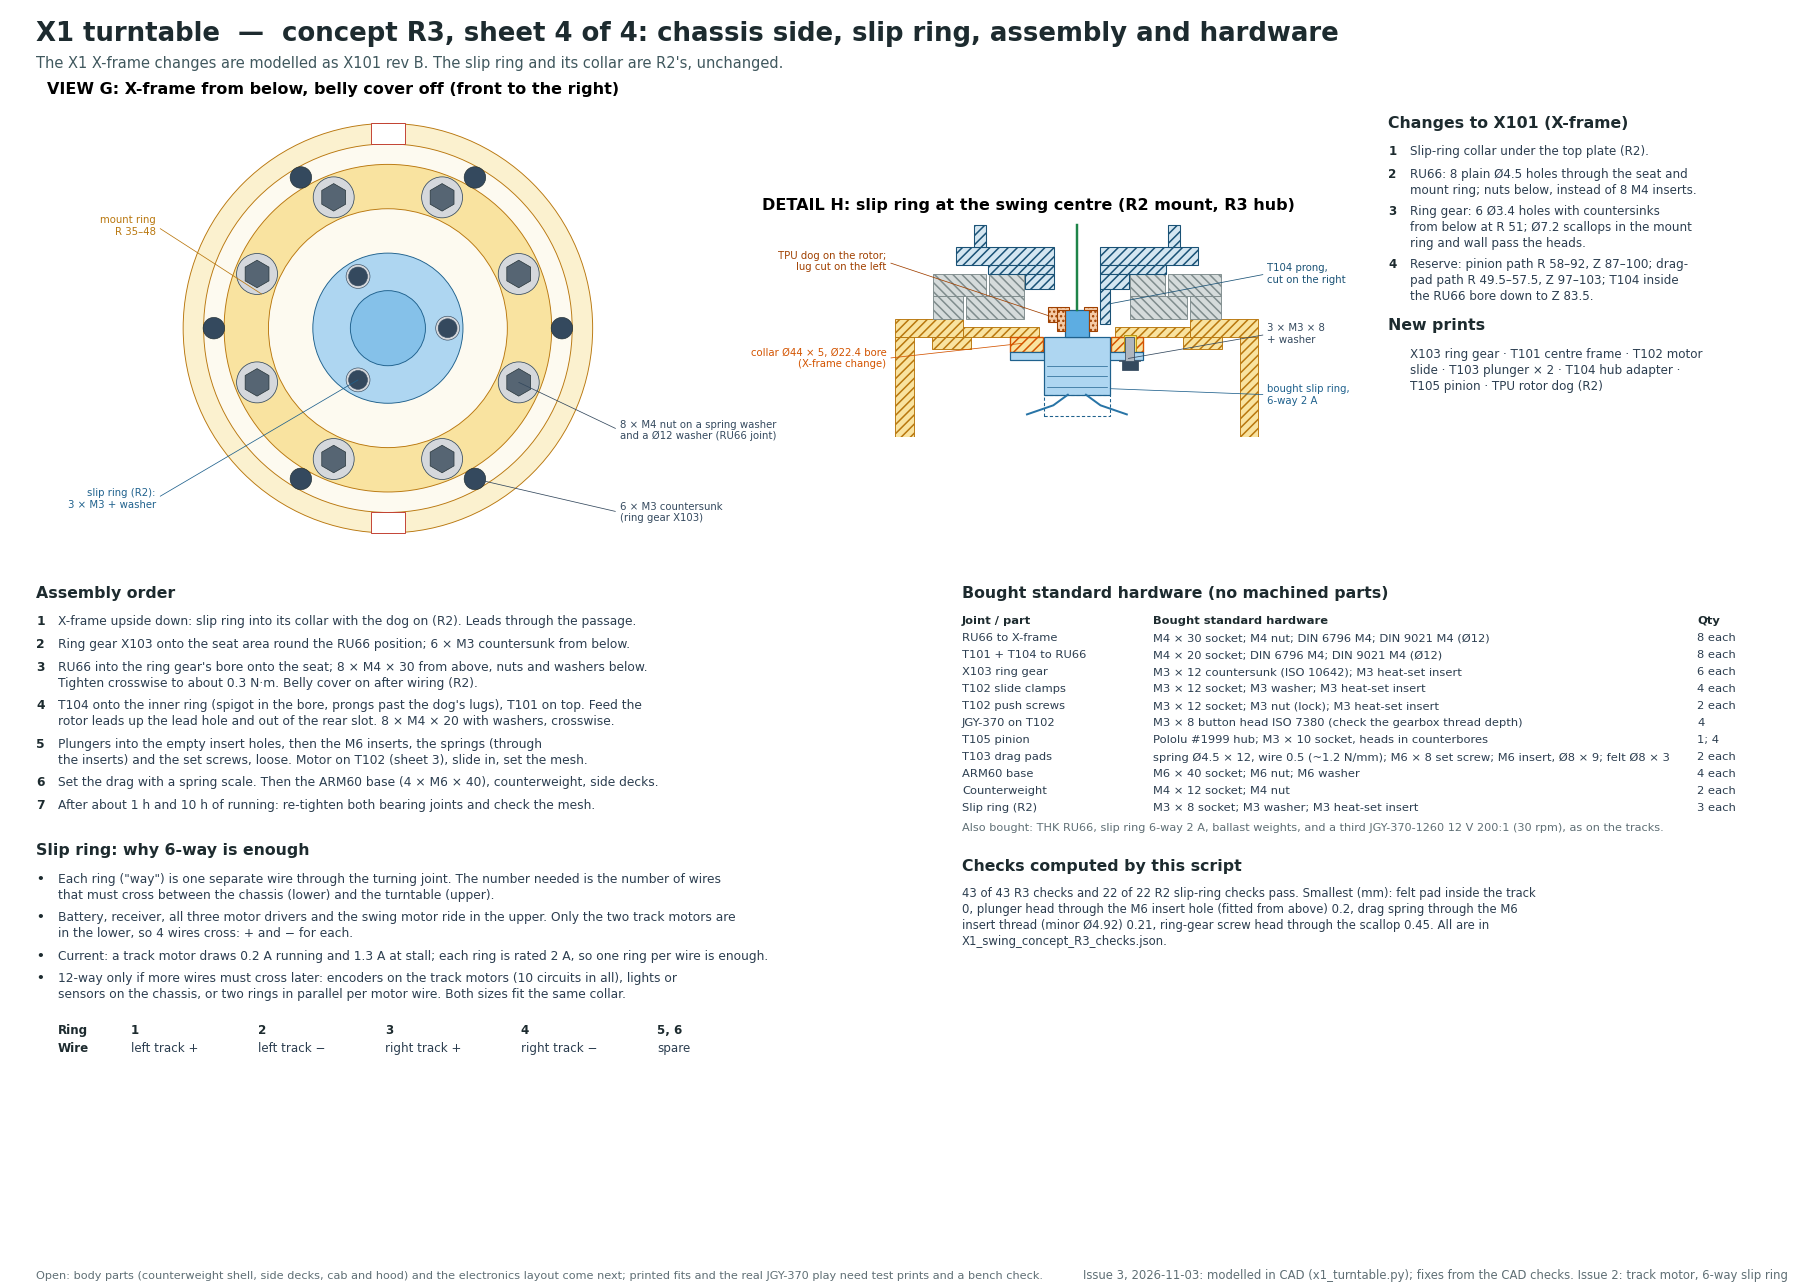 X1 turntable — concept R3, sheet 4 of 4: chassis side, slip ring, assembly and hardware
The X1 X-frame changes are modelled as X101 rev B. The slip ring and its collar are R2's, unchanged.
VIEW G: X-frame from below, belly cover off (front to the right)
mount ring
R 35–48
slip ring (R2):
3 × M3 + washer
8 × M4 nut on a spring washer
and a Ø12 washer (RU66 joint)
6 × M3 countersunk
(ring gear X103)
DETAIL H: slip ring at the swing centre (R2 mount, R3 hub)
TPU dog on the rotor;
lug cut on the left
collar Ø44 × 5, Ø22.4 bore
(X-frame change)
T104 prong,
cut on the right
3 × M3 × 8
+ washer
bought slip ring,
6-way 2 A
Changes to X101 (X-frame)
1 Slip-ring collar under the top plate (R2).
2 RU66: 8 plain Ø4.5 holes through the seat and
mount ring; nuts below, instead of 8 M4 inserts.
3 Ring gear: 6 Ø3.4 holes with countersinks
from below at R 51; Ø7.2 scallops in the mount
ring and wall pass the heads.
4 Reserve: pinion path R 58–92, Z 87–100; drag-
pad path R 49.5–57.5, Z 97–103; T104 inside
the RU66 bore down to Z 83.5.
New prints
X103 ring gear · T101 centre frame · T102 motor
slide · T103 plunger × 2 · T104 hub adapter ·
T105 pinion · TPU rotor dog (R2)
Assembly order
1 X-frame upside down: slip ring into its collar with the dog on (R2). Leads through the passage.
2 Ring gear X103 onto the seat area round the RU66 position; 6 × M3 countersunk from below.
3 RU66 into the ring gear's bore onto the seat; 8 × M4 × 30 from above, nuts and washers below.
Tighten crosswise to about 0.3 N·m. Belly cover on after wiring (R2).
4 T104 onto the inner ring (spigot in the bore, prongs past the dog's lugs), T101 on top. Feed the
rotor leads up the lead hole and out of the rear slot. 8 × M4 × 20 with washers, crosswise.
5 Plungers into the empty insert holes, then the M6 inserts, the springs (through
the inserts) and the set screws, loose. Motor on T102 (sheet 3), slide in, set the mesh.
6 Set the drag with a spring scale. Then the ARM60 base (4 × M6 × 40), counterweight, side decks.
7 After about 1 h and 10 h of running: re-tighten both bearing joints and check the mesh.
Slip ring: why 6-way is enough
• Each ring ("way") is one separate wire through the turning joint. The number needed is the number of wires
that must cross between the chassis (lower) and the turntable (upper).
• Battery, receiver, all three motor drivers and the swing motor ride in the upper. Only the two track motors are
in the lower, so 4 wires cross: + and − for each.
• Current: a track motor draws 0.2 A running and 1.3 A at stall; each ring is rated 2 A, so one ring per wire is enough.
• 12-way only if more wires must cross later: encoders on the track motors (10 circuits in all), lights or
sensors on the chassis, or two rings in parallel per motor wire. Both sizes fit the same collar.
Ring 1 2 3 4 5, 6
Wire left track + left track − right track + right track − spare
Bought standard hardware (no machined parts)
Joint / part Bought standard hardware Qty
RU66 to X-frame M4 × 30 socket; M4 nut; DIN 6796 M4; DIN 9021 M4 (Ø12) 8 each
T101 + T104 to RU66 M4 × 20 socket; DIN 6796 M4; DIN 9021 M4 (Ø12) 8 each
X103 ring gear M3 × 12 countersunk (ISO 10642); M3 heat-set insert 6 each
T102 slide clamps M3 × 12 socket; M3 washer; M3 heat-set insert 4 each
T102 push screws M3 × 12 socket; M3 nut (lock); M3 heat-set insert 2 each
JGY-370 on T102 M3 × 8 button head ISO 7380 (check the gearbox thread depth) 4
T105 pinion Pololu #1999 hub; M3 × 10 socket, heads in counterbores 1; 4
T103 drag pads spring Ø4.5 × 12, wire 0.5 (~1.2 N/mm); M6 × 8 set screw; M6 insert, Ø8 × 9; felt Ø8 × 3 2 each
ARM60 base M6 × 40 socket; M6 nut; M6 washer 4 each
Counterweight M4 × 12 socket; M4 nut 2 each
Slip ring (R2) M3 × 8 socket; M3 washer; M3 heat-set insert 3 each
Also bought: THK RU66, slip ring 6-way 2 A, ballast weights, and a third JGY-370-1260 12 V 200:1 (30 rpm), as on the tracks.
Checks computed by this script
43 of 43 R3 checks and 22 of 22 R2 slip-ring checks pass. Smallest (mm): felt pad inside the track
0, plunger head through the M6 insert hole (fitted from above) 0.2, drag spring through the M6
insert thread (minor Ø4.92) 0.21, ring-gear screw head through the scallop 0.45. All are in
X1_swing_concept_R3_checks.json.
Open: body parts (counterweight shell, side decks, cab and hood) and the electronics layout come next; printed fits and the real JGY-370 play need test prints and a bench check.
Issue 3, 2026-11-03: modelled in CAD (x1_turntable.py); fixes from the CAD checks. Issue 2: track motor, 6-way slip ring